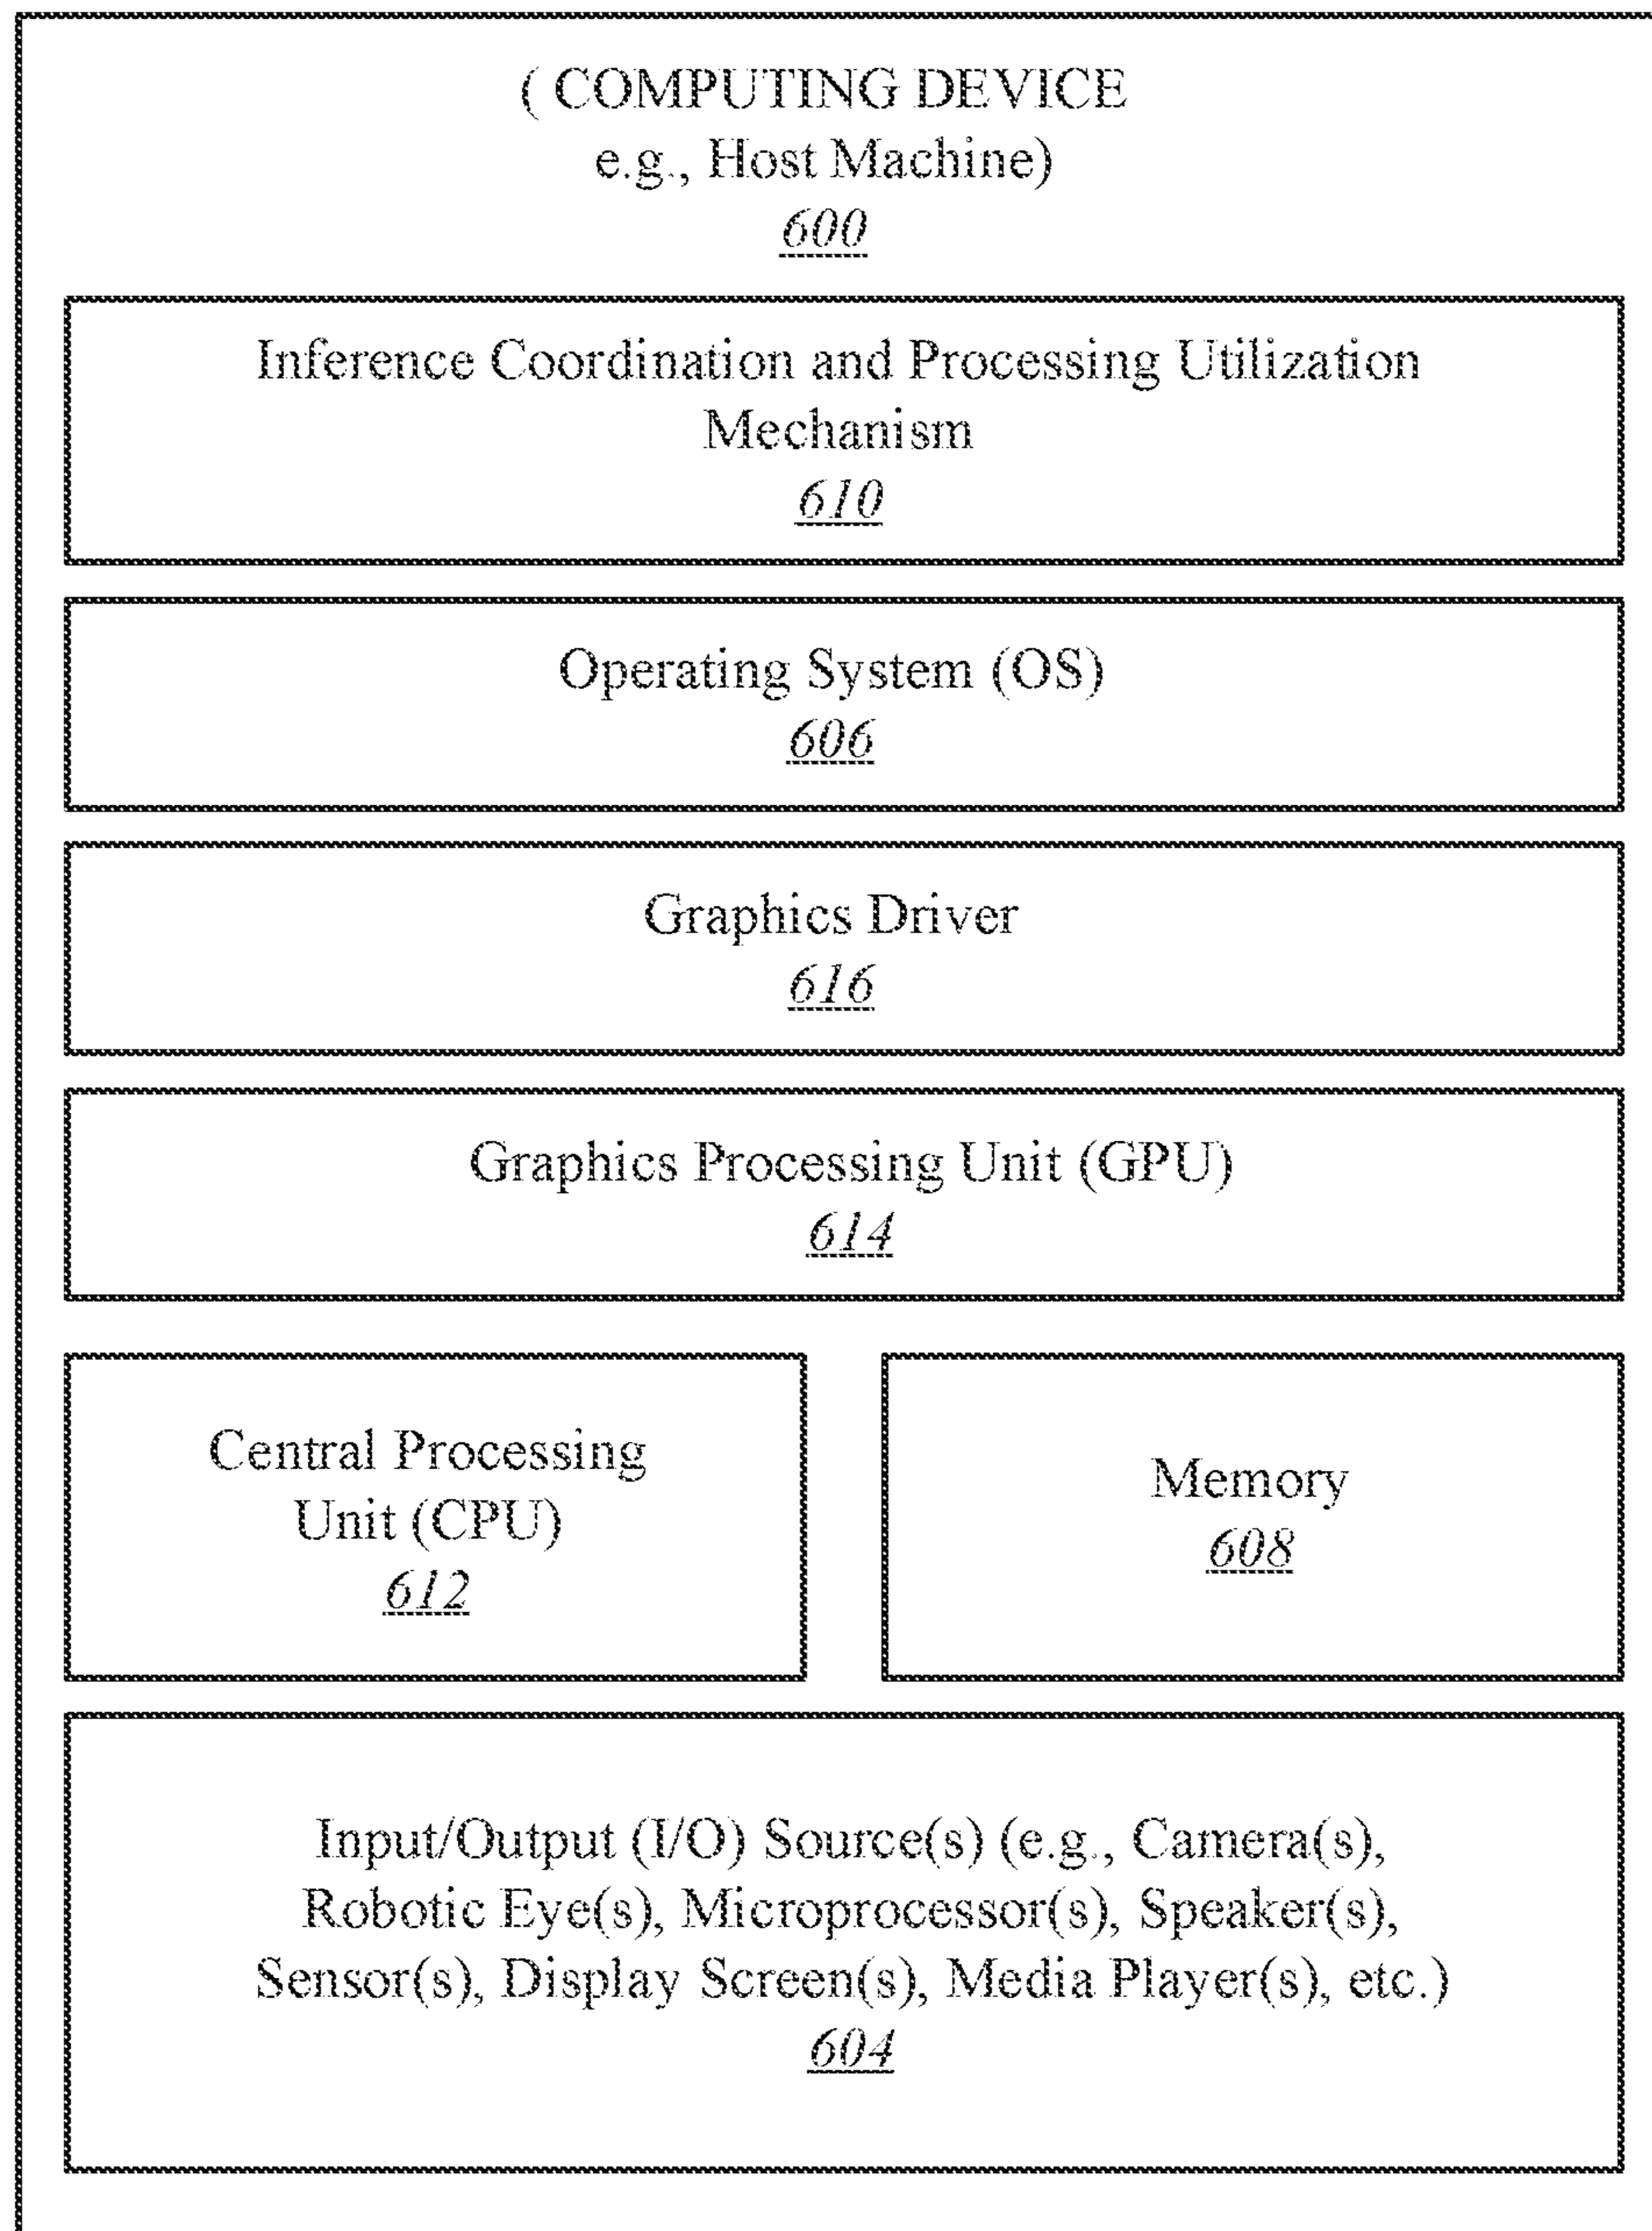 ( COMPUTING DEVICE
e.g., Host Machine)
600
Inference Coordination and Processing Utilization
Mechanism
610
Operating System (OS)
606
Graphics Driver
616
Graphics Processing Unit (GPU)
614
Central Processing
Unit (CPU)
612
Memory
608
Input/Output (I/O) Source(s) (e.g., Camera(s),
Robotic Eye(s), Microprocessor(s), Speaker(s),
Sensor(s), Display Screen(s), Media Player(s), etc.)
604